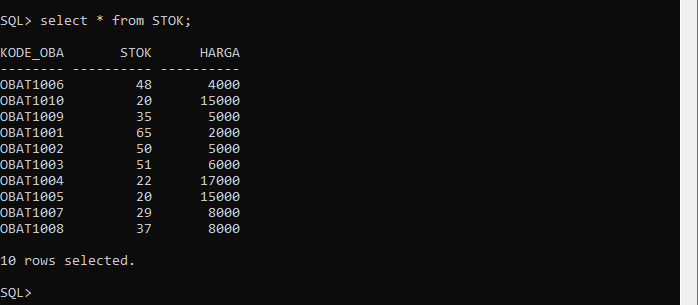 SQL> select * from STOK;
KODE_OBA       STOK      HARGA
-------- ---------- ----------
OBAT1006         48       4000
OBAT1010         20      15000
OBAT1009         35       5000
OBAT1001         65       2000
OBAT1002         50       5000
OBAT1003         51       6000
OBAT1004         22      17000
OBAT1005         20      15000
OBAT1007         29       8000
OBAT1008         37       8000
10 rows selected.
SQL>